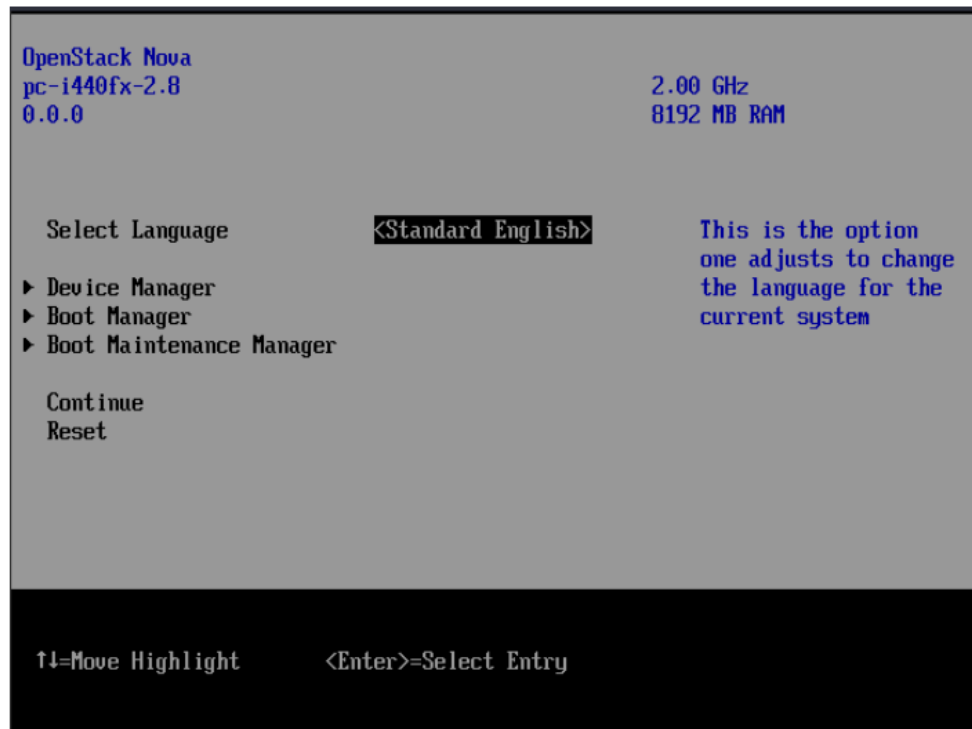 OpenStack Nova
pc-i440fx-2.8
2.00 GHz
0.0.0
8192 MB RAM
Select Language
<Standard English>
This is the option
one adjusts to change
the language for the
current system
Device Manager
Boot Manager
Boot Maintenance Manager
Continue
Reset
↑↓=Move Highlight
<Enter>=Select Entry